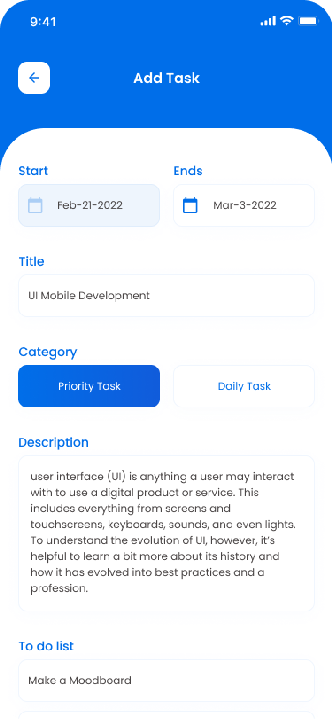 9:41
Add Task
Start
Ends
Feb-21-2022
Mar-3-2022
Title
UI Mobile Development
Category
Priority Task
Daily Task
Description
user interface (UI) is anything a user may interact
with to use a digital product or service. This
includes everything from screens and
touchscreens, keyboards, sounds, and even lights.
To understand the evolution of UI, however, it's
helpful to learn a bit more about its history and
how it has evolved into best practices and a
profession.
To do list
Make a Moodboard